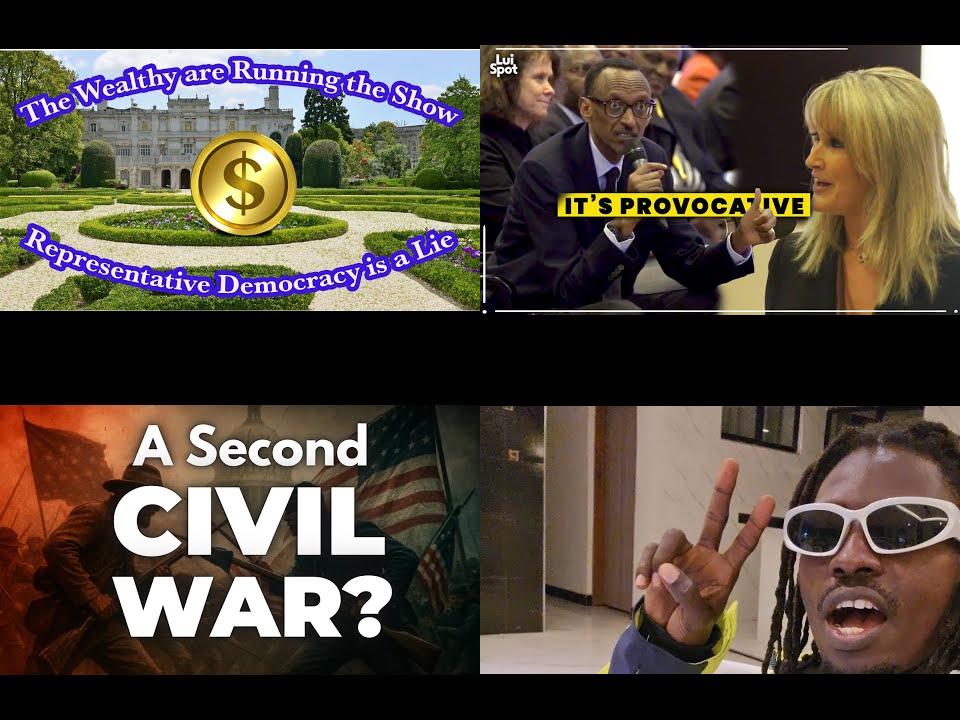 The Wealthy are Running the Show
Representative Democracy is a Lie
Lui
Spot
IT'S PROVOCATIVE
A Second
CIVIL
WAR?